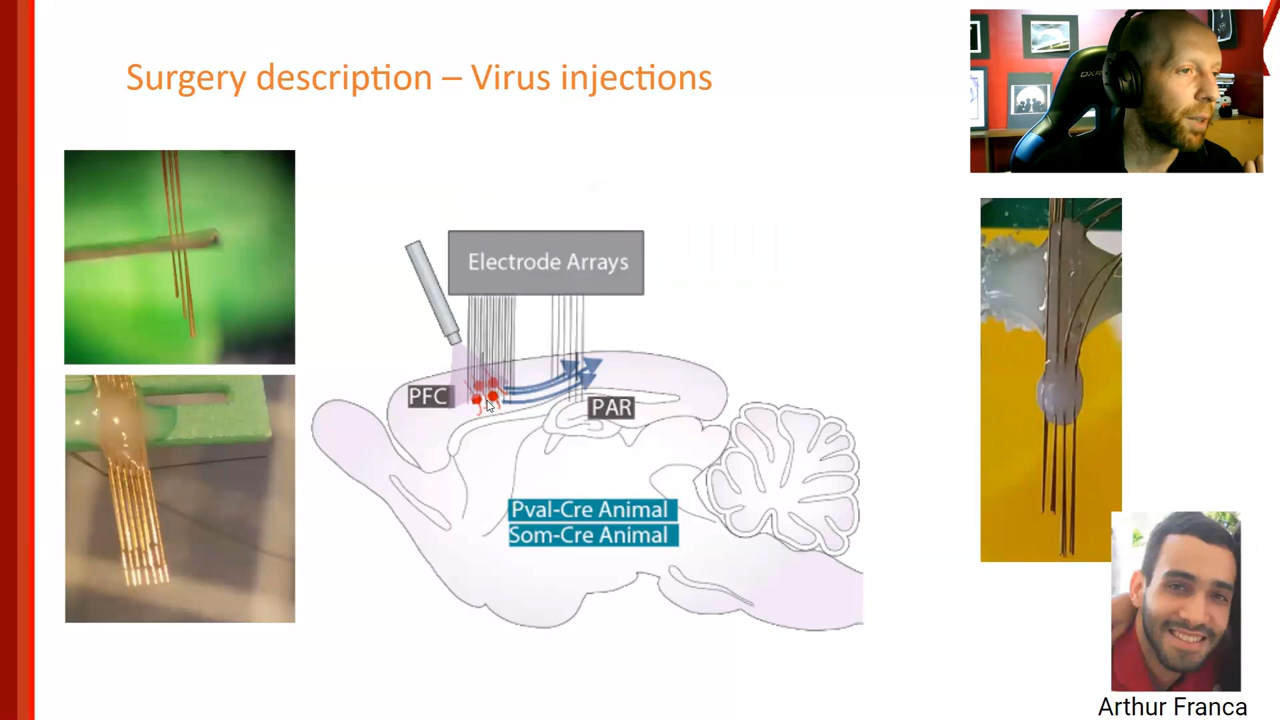 Surgery description – Virus injections
Electrode Arrays
PFC
PAR
Pval-Cre Animal
Som-Cre Animal
Arthur Franca